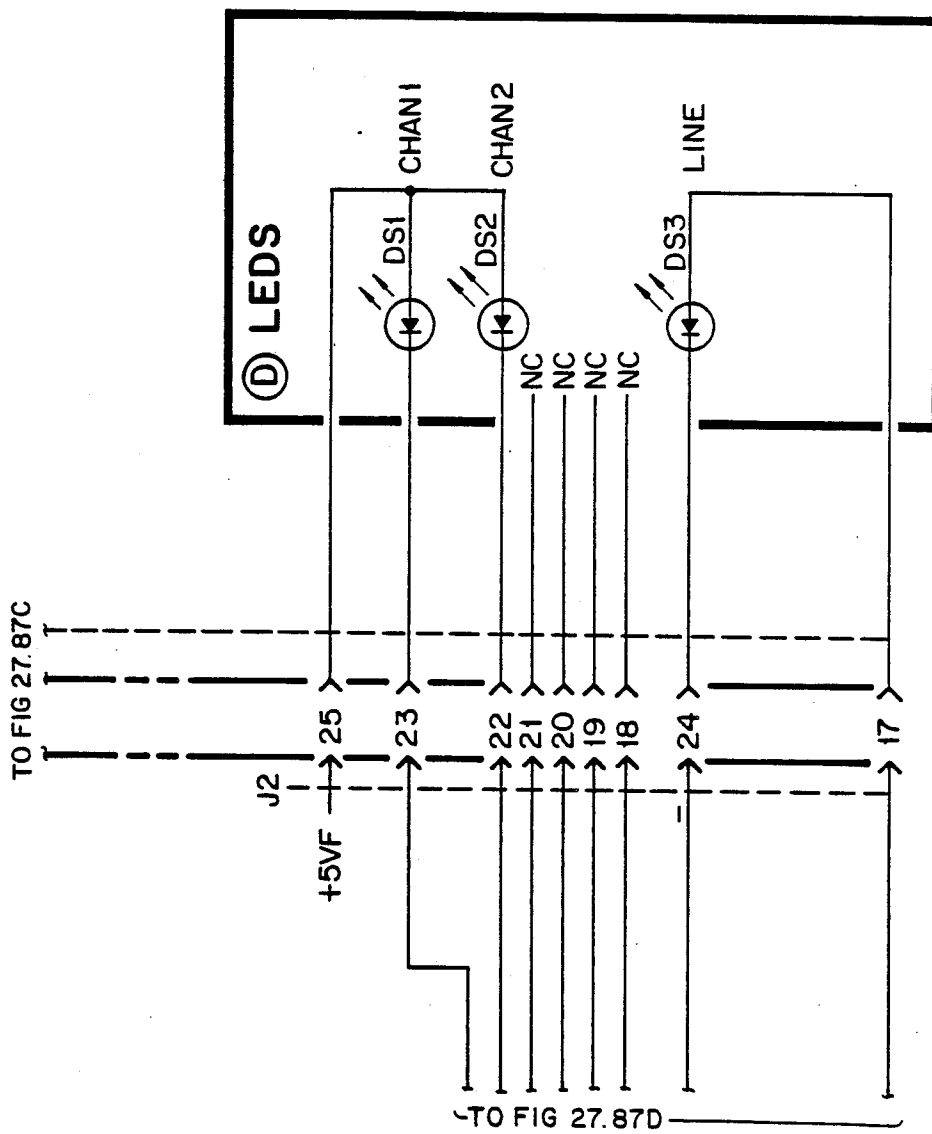 TO FIG 27.87C
Ⓓ LEDS
CHAN1
DS1
CHAN2
DS2
NC
NC
NC
NC
LINE
DS3
J2
+5VF
25
23
22
21
20
19
18
24
17
−
TO FIG 27.87D